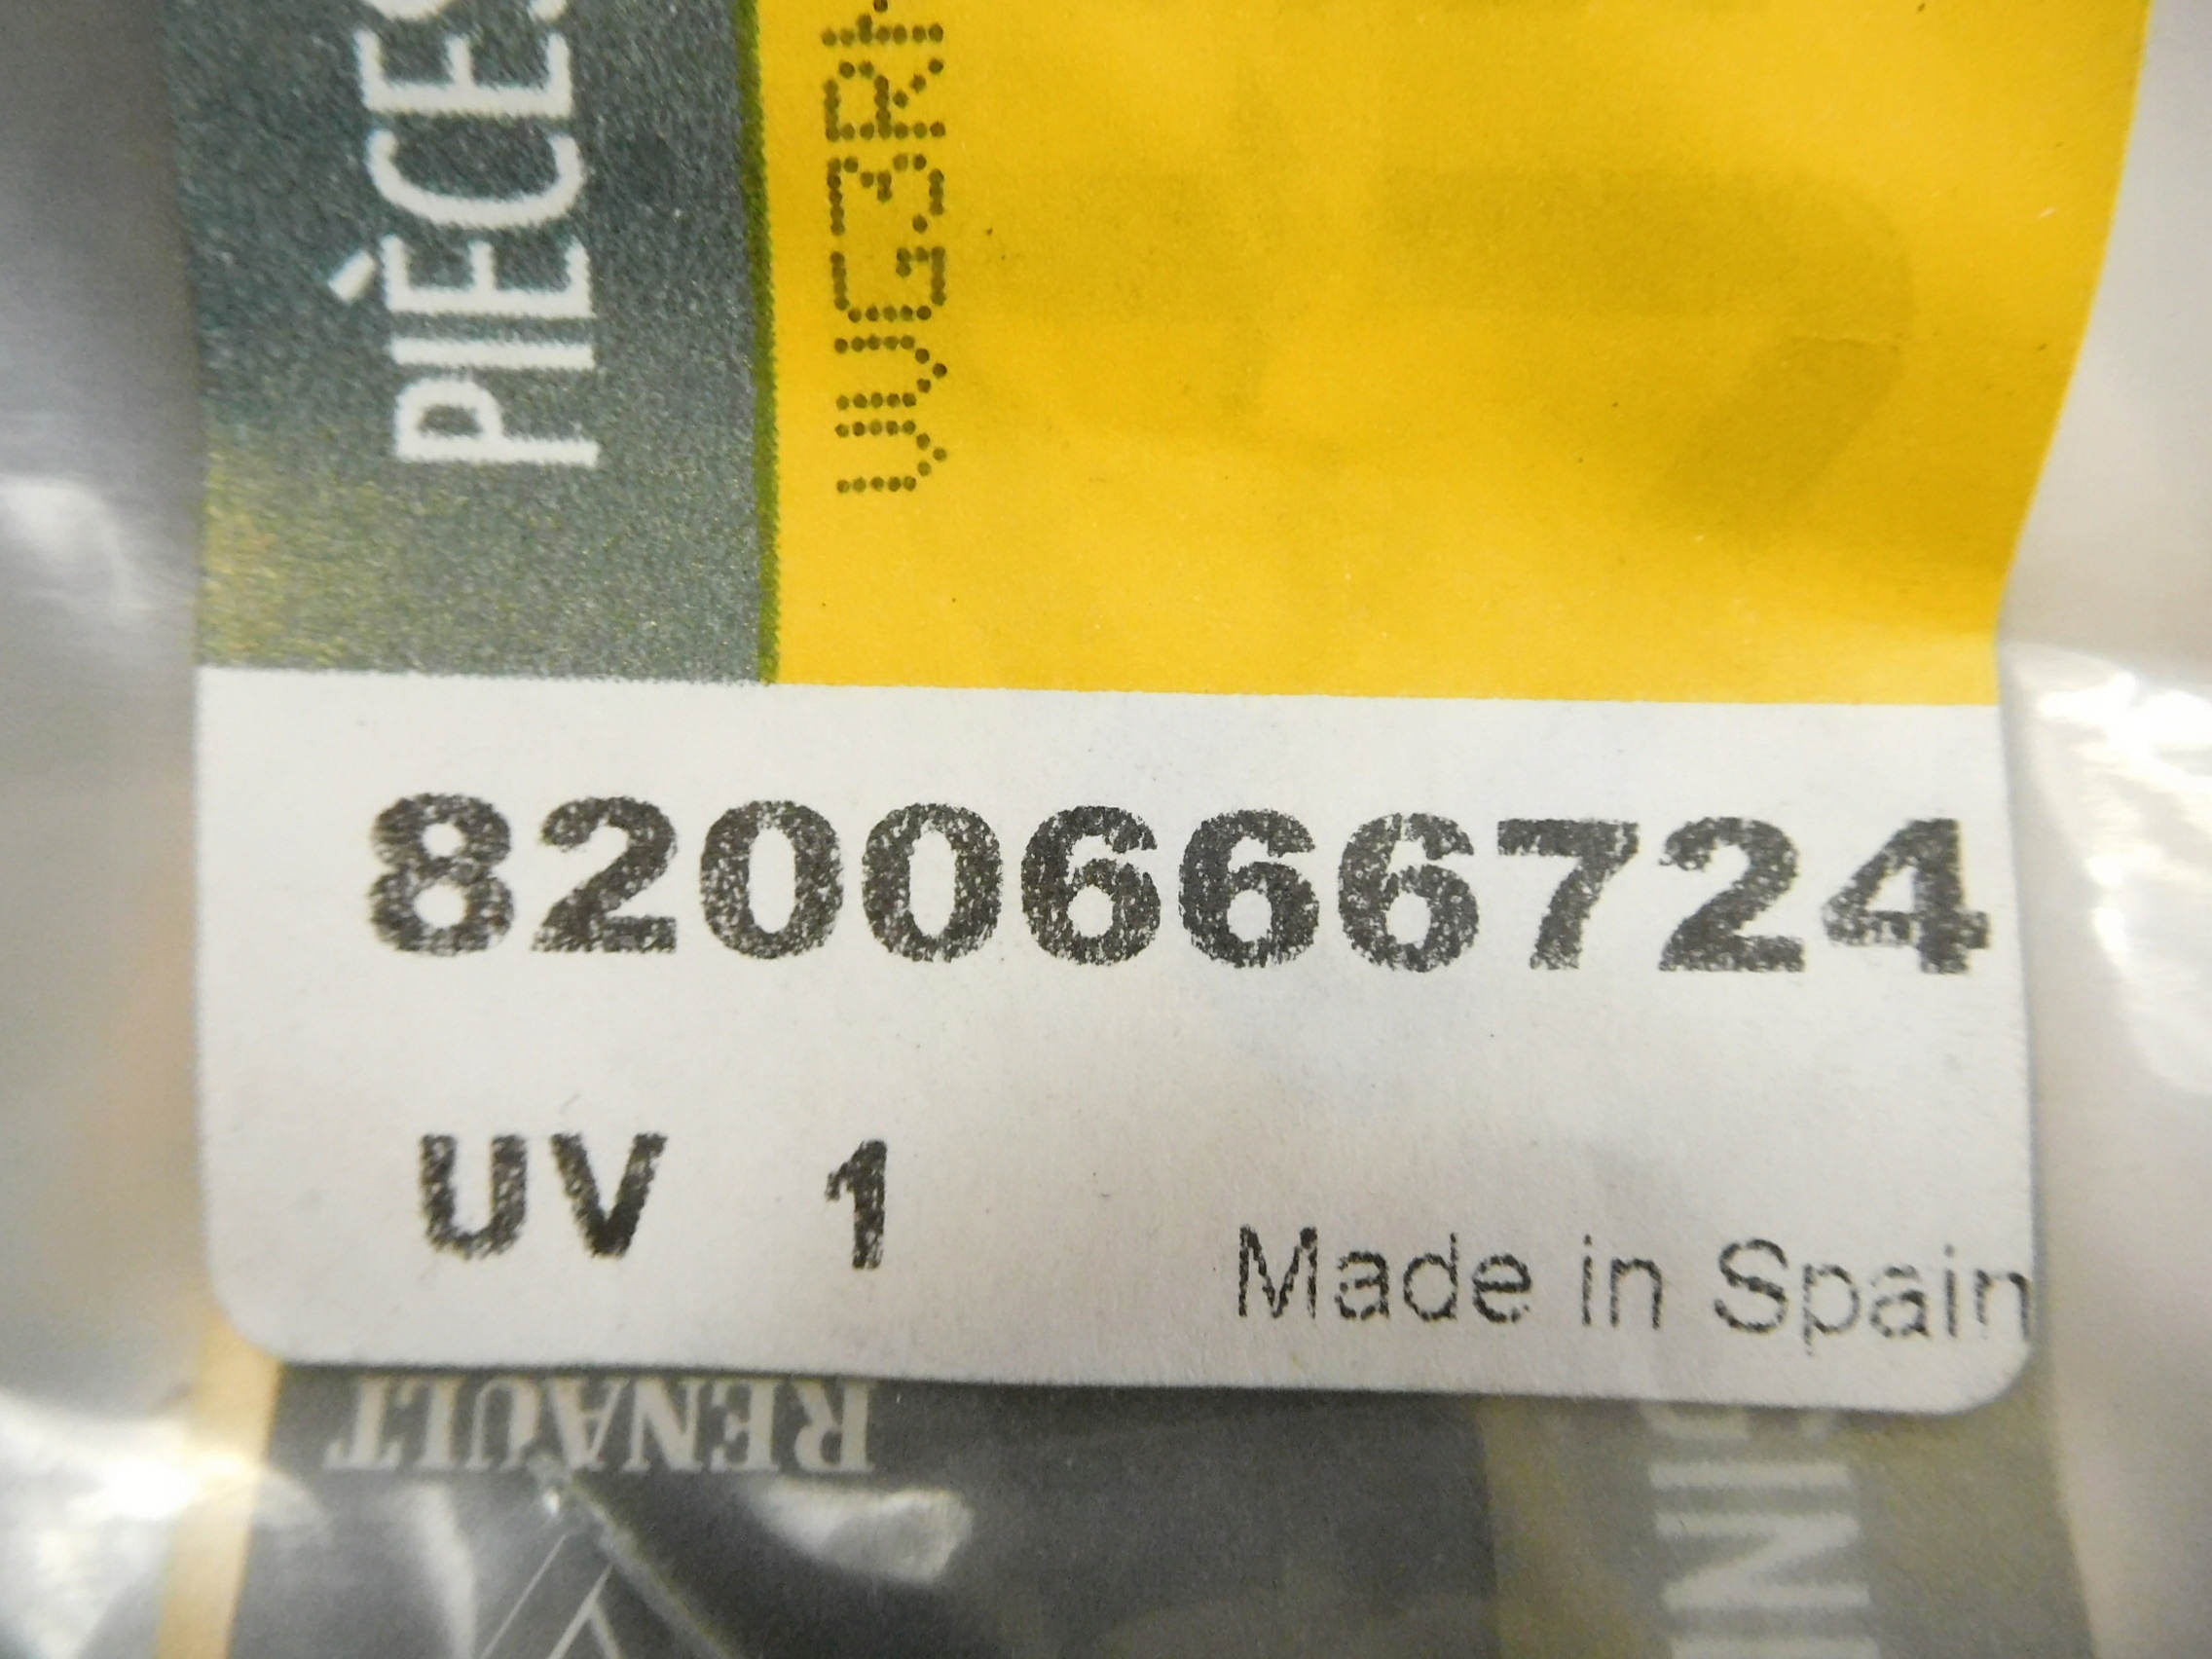 PIÈCES
8200666724
UV 1
Made in Spain
RENAULT